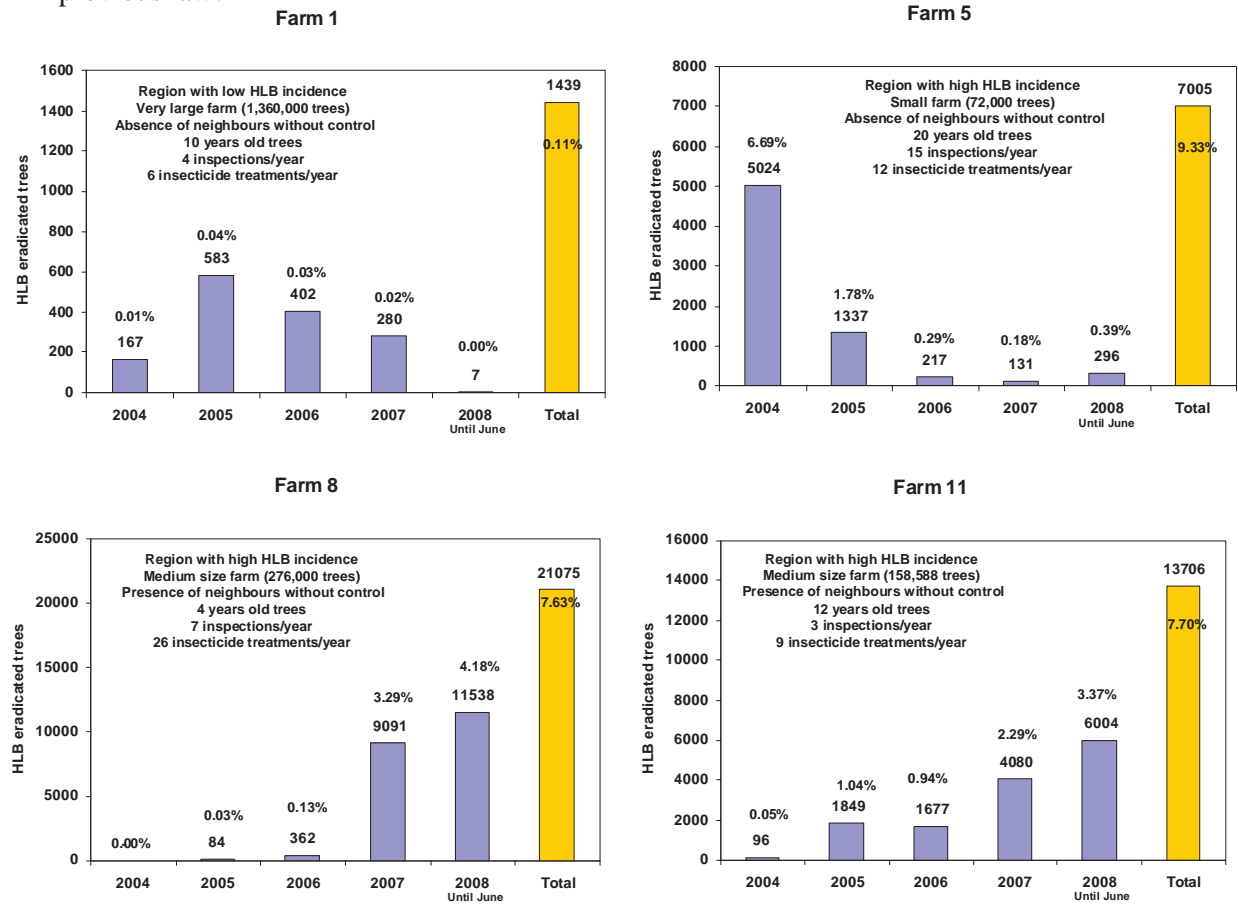 Farm 1
HLB eradicated trees
1600
1400
1200
1000
800
600
400
200
0
Region with low HLB incidence
Very large farm (1,360,000 trees)
Absence of neighbours without control
10 years old trees
4 inspections/year
6 insecticide treatments/year
0.01%
167
0.04%
583
0.03%
402
0.02%
280
0.00%
7
1439
0.11%
2004 2005 2006 2007 2008 Total
Until June
Farm 5
HLB eradicated trees
8000
7000
6000
5000
4000
3000
2000
1000
0
Region with high HLB incidence
Small farm (72,000 trees)
Absence of neighbours without control
20 years old trees
15 inspections/year
12 insecticide treatments/year
6.69%
5024
1.78%
1337
0.29%
217
0.18%
131
0.39%
296
7005
9.33%
2004 2005 2006 2007 2008 Total
Until June
Farm 8
HLB eradicated trees
25000
20000
15000
10000
5000
0
Region with high HLB incidence
Medium size farm (276,000 trees)
Presence of neighbours without control
4 years old trees
7 inspections/year
26 insecticide treatments/year
0.00%
0.03%
84
0.13%
362
3.29%
9091
4.18%
11538
21075
7.63%
2004 2005 2006 2007 2008 Total
Until June
Farm 11
HLB eradicated trees
16000
14000
12000
10000
8000
6000
4000
2000
0
Region with high HLB incidence
Medium size farm (158,588 trees)
Presence of neighbours without control
12 years old trees
3 inspections/year
9 insecticide treatments/year
0.05%
96
1.04%
1849
0.94%
1677
2.29%
4080
3.37%
6004
13706
7.70%
2004 2005 2006 2007 2008 Total
Until June